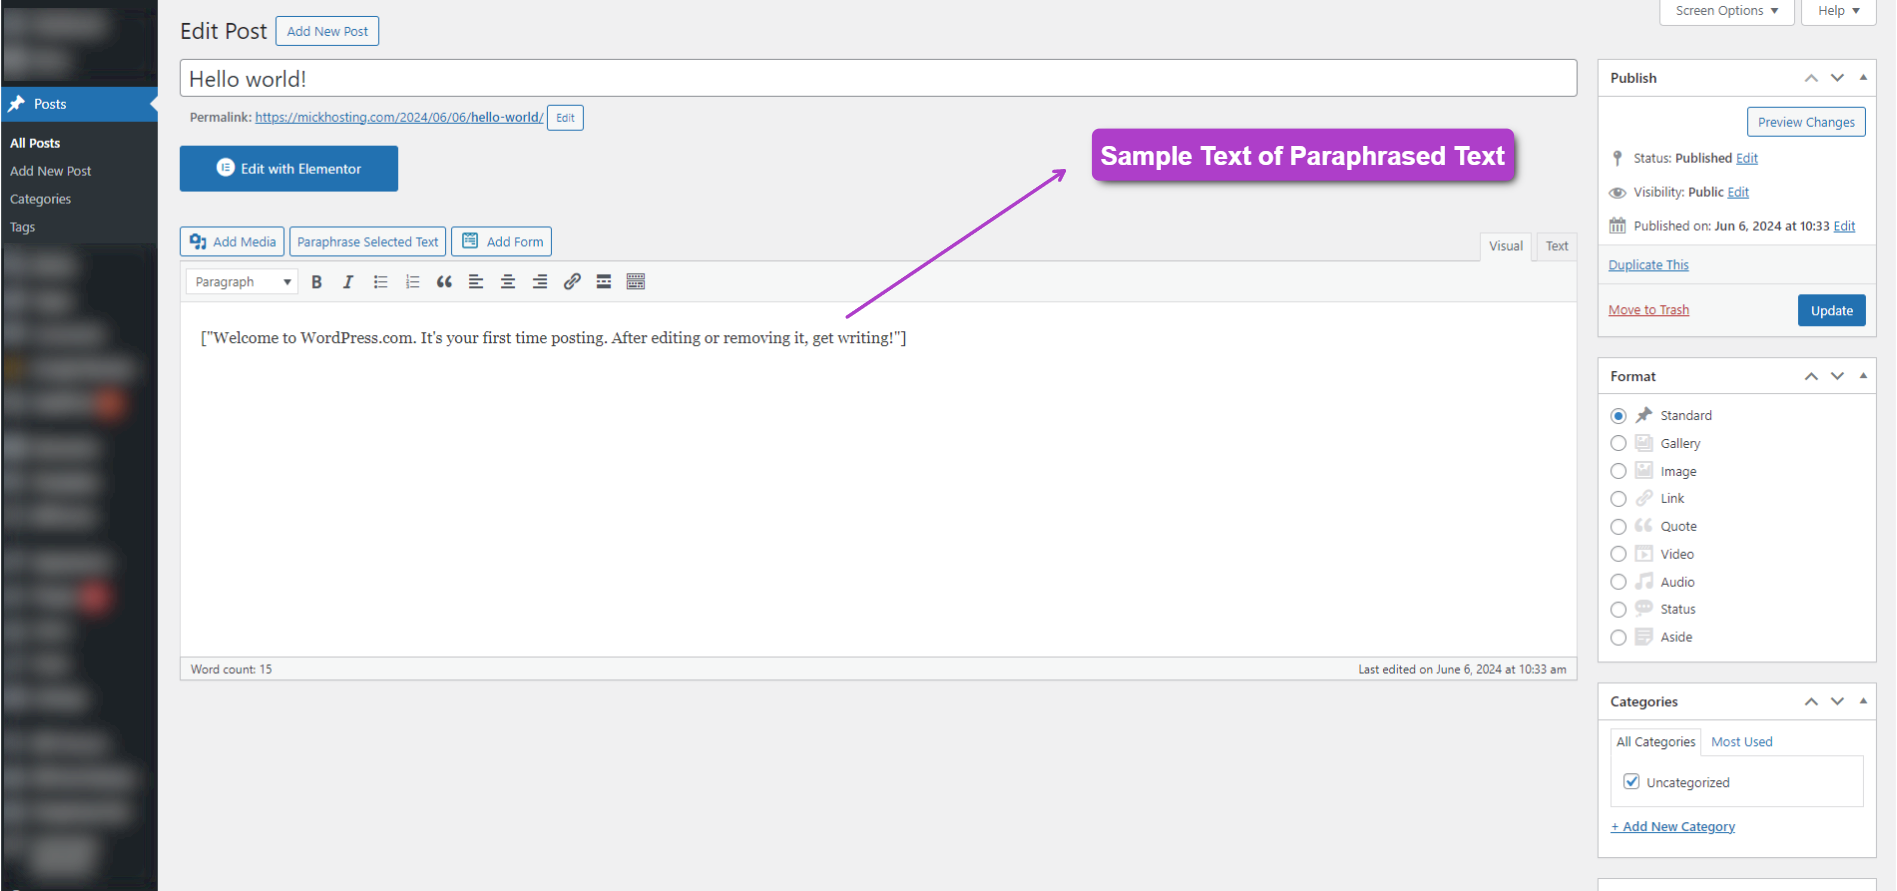 Screen Options
Help
Edit Post
Add New Post
Hello world!
Permalink: https://mickhosting.com/2024/06/06/hello-world/ Edit
Edit with Elementor
Sample Text of Paraphrased Text
Posts
All Posts
Add New Post
Categories
Tags
Add Media
Paraphrase Selected Text
Add Form
Visual
Text
Paragraph
B I
["Welcome to WordPress.com. It's your first time posting. After editing or removing it, get writing!"]
Word count: 15
Last edited on June 6, 2024 at 10:33 am
Publish
Preview Changes
Status: Published Edit
Visibility: Public Edit
Published on: Jun 6, 2024 at 10:33 Edit
Duplicate This
Move to Trash
Update
Format
Standard
Gallery
Image
Link
Quote
Video
Audio
Status
Aside
Categories
All Categories
Most Used
Uncategorized
+ Add New Category